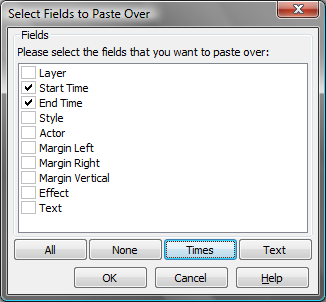 Select Fields to Paste Over
Fields
Please select the fields that you want to paste over:
Layer
Start Time
End Time
Style
Actor
Margin Left
Margin Right
Margin Vertical
Effect
Text
All None Times Text
OK Cancel Help